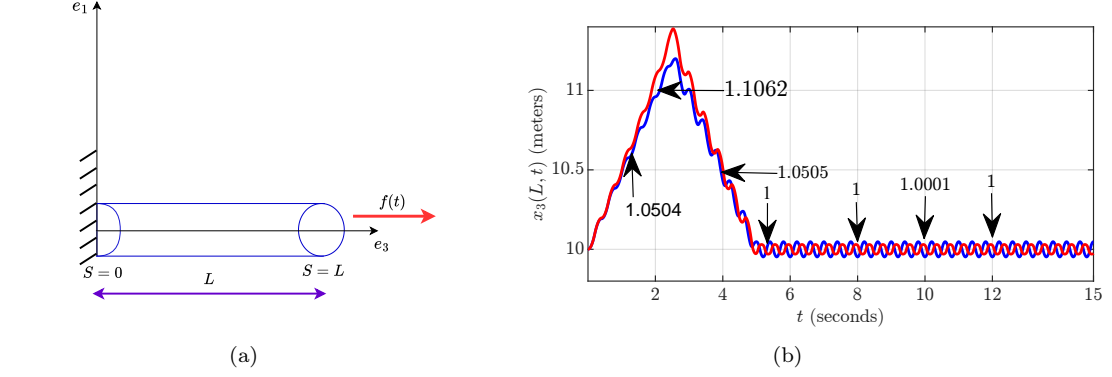 e₁
f(t)
e₃
S = 0
S = L
L
(a)
x₃(L, t) (meters)
11
10.5
10
1.1062
1.0504
1.0505
1
1
1.0001
1
2
4
6
8
10
12
15
t (seconds)
(b)